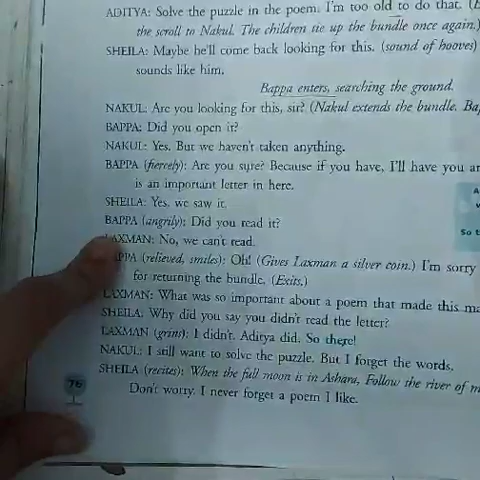 ADITYA: Solve the puzzle in the poem. I'm too old to do that.
the scroll to Nakul. The children tie up the bundle once again.)
SHEILA: Maybe he'll come back looking for this. (sound of hooves)
sounds like him.
Bappa enters, searching the ground.
NAKUL: Are you looking for this, sir? (Nakul extends the bundle.
BAPPA: Did you open it?
NAKUL: Yes. But we haven't taken anything.
BAPPA (fiercely): Are you sure? Because if you have, I'll have you
is an important letter in here.
SHEILA: Yes, we saw it.
BAPPA (angrily): Did you read it?
LAXMAN: No, we can't read.
BAPPA (relieved, smiles): Oh! (Gives Laxman a silver coin.) I'm sorry
for returning the bundle. (Exits.)
LAXMAN: What was so important about a poem that made this
SHEILA: Why did you say you didn't read the letter?
LAXMAN (grins): I didn't. Aditya did. So there!
NAKUL: I still want to solve the puzzle. But I forget the words.
SHEILA (recites): When the full moon is in Ashara, Follow the river of
Don't worry. I never forget a poem I like.
76
A
So